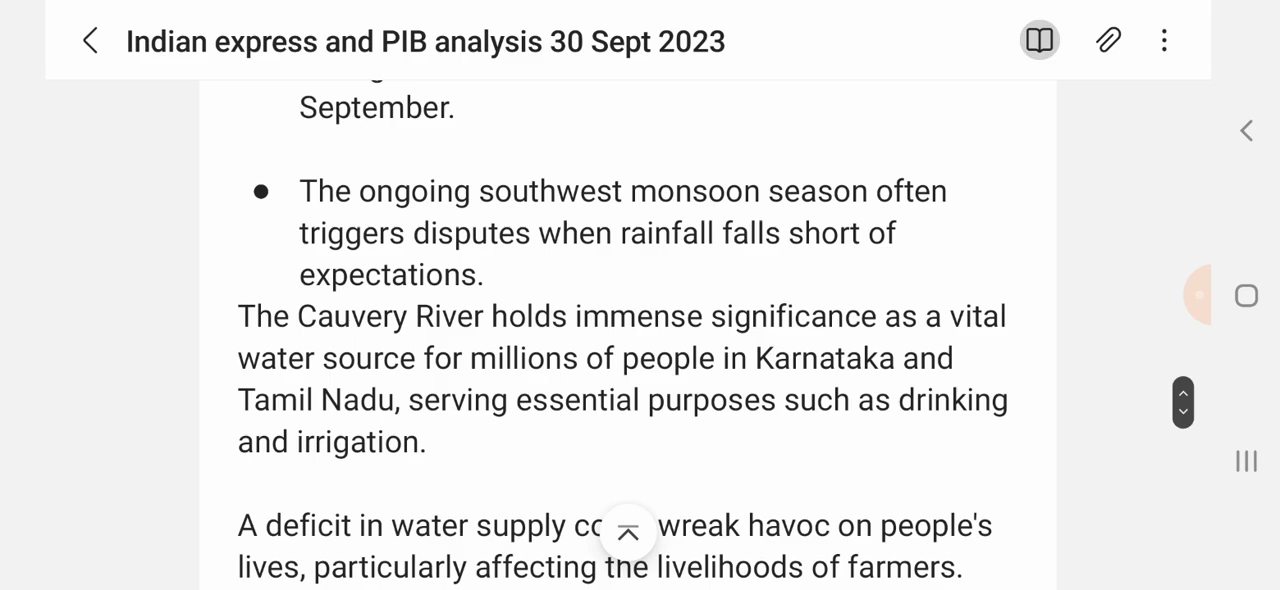 Indian express and PIB analysis 30 Sept 2023
September.
● The ongoing southwest monsoon season often
triggers disputes when rainfall falls short of
expectations.
The Cauvery River holds immense significance as a vital
water source for millions of people in Karnataka and
Tamil Nadu, serving essential purposes such as drinking
and irrigation.
A deficit in water supply co wreak havoc on people's
lives, particularly affecting the livelihoods of farmers.